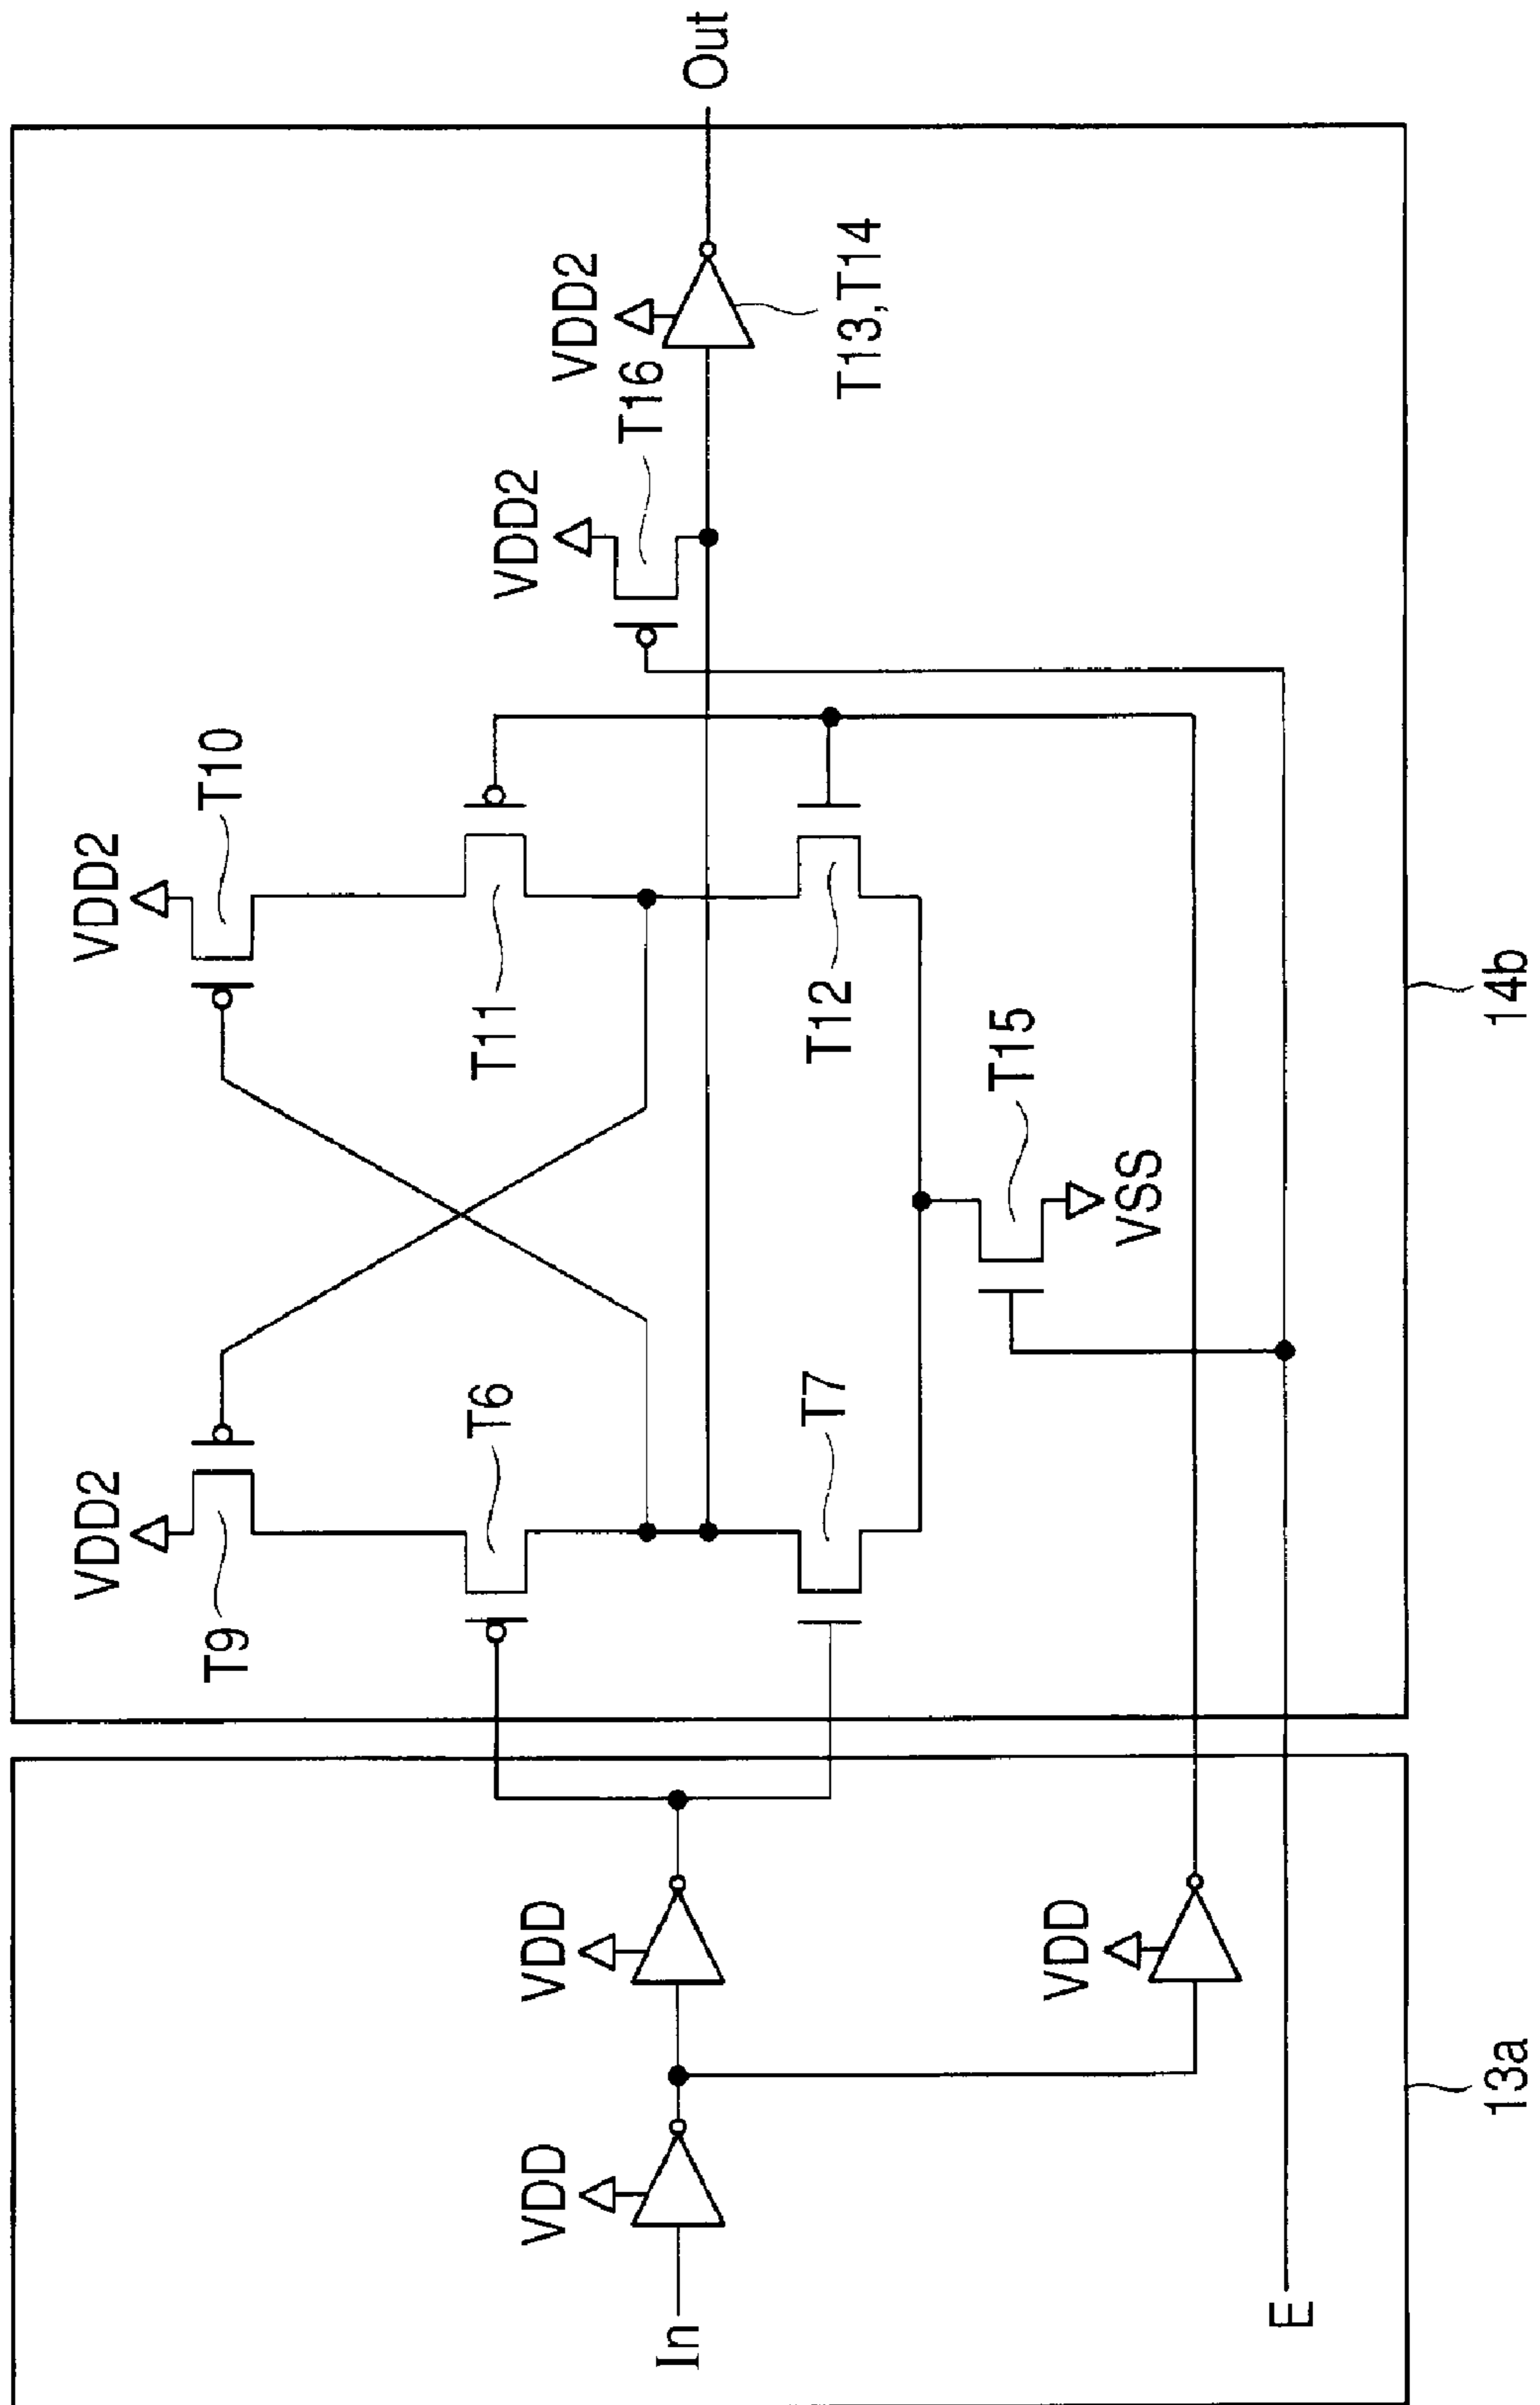 VDD2
VDD2
T9
T10
VDD2
VDD2
T6
T11
T16
Out
VDD
VDD
T7
T12
T13,T14
In
VDD
T15
VSS
E
13a
14b